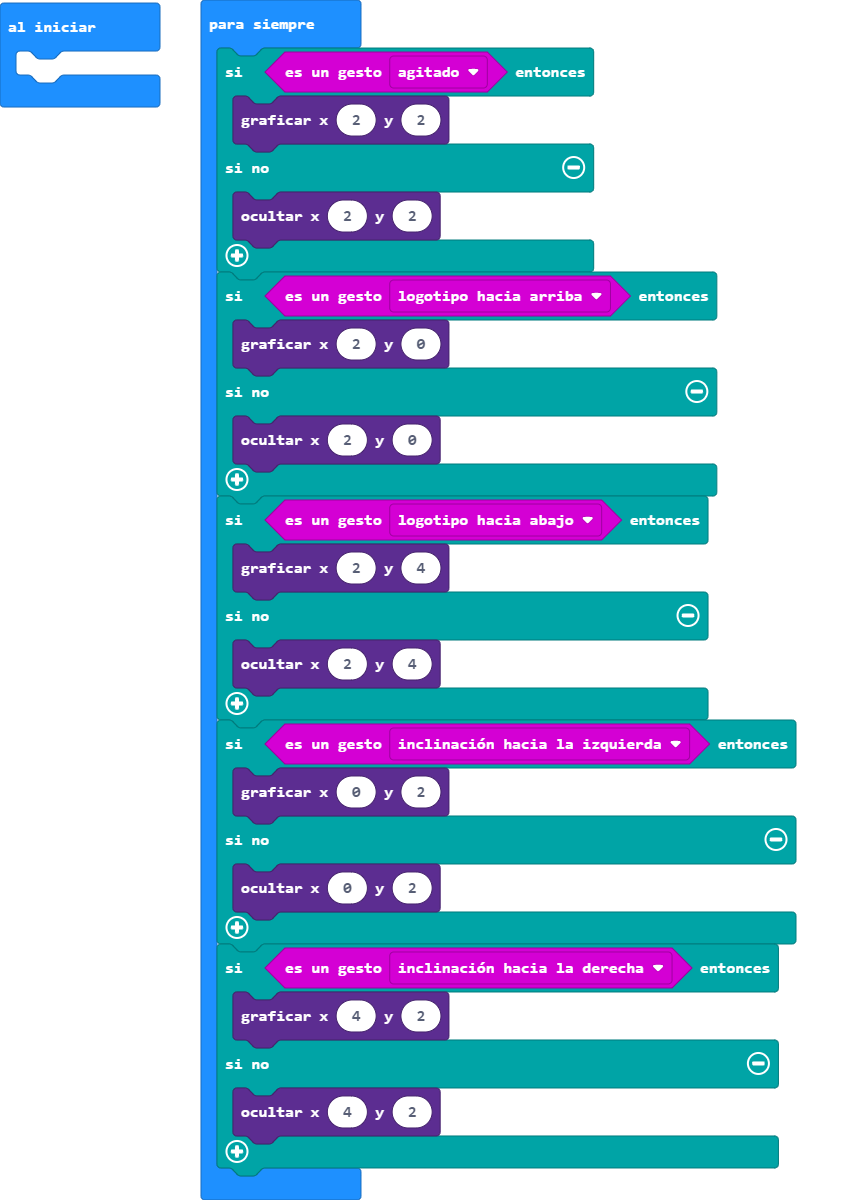 al iniciar
para siempre
si es un gesto agitado entonces
graficar x 2 y 2
si no
ocultar x 2 y 2
si es un gesto logotipo hacia arriba entonces
graficar x 2 y 0
si no
ocultar x 2 y 0
si es un gesto logotipo hacia abajo entonces
graficar x 2 y 4
si no
ocultar x 2 y 4
si es un gesto inclinación hacia la izquierda entonces
graficar x 0 y 2
si no
ocultar x 0 y 2
si es un gesto inclinación hacia la derecha entonces
graficar x 4 y 2
si no
ocultar x 4 y 2